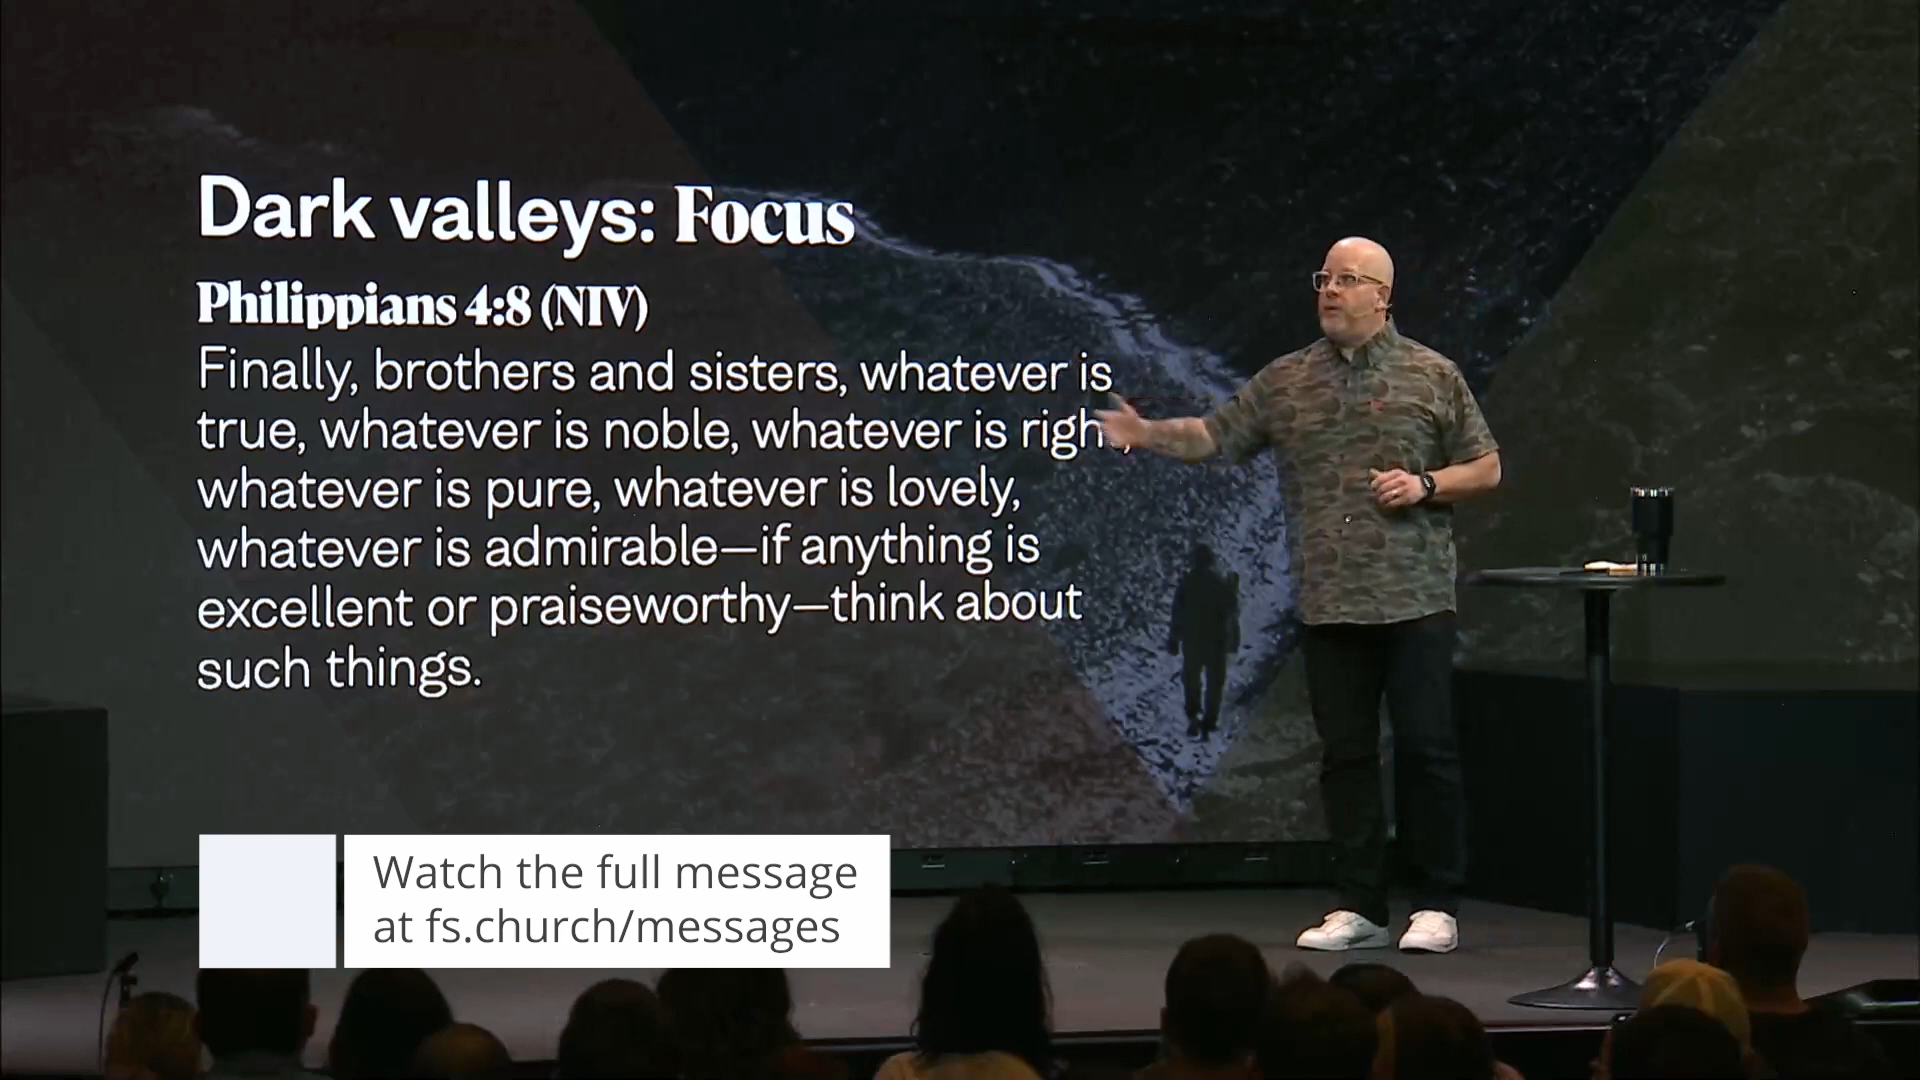 Dark valleys: Focus
Philippians 4:8 (NIV)
Finally, brothers and sisters, whatever is
true, whatever is noble, whatever is right,
whatever is pure, whatever is lovely,
whatever is admirable—if anything is
excellent or praiseworthy—think about
such things.
Watch the full message
at fs.church/messages